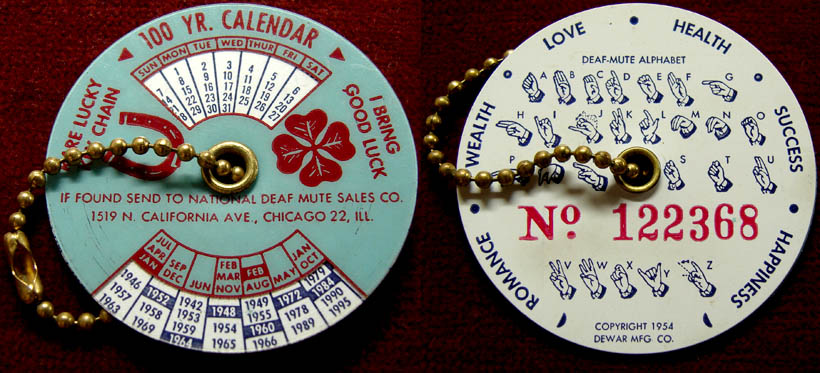 100 YR. CALENDAR
SUN MON TUE WED THUR FRI SAT
1 2 3 4 5 6
7 8 9 10 11 12 13
14 15 16 17 18 19 20
22 23 24 25 26 27
29 30 31
LUCKY
CHAIN
I BRING
GOOD LUCK
IF FOUND SEND TO NATIONAL DEAF MUTE SALES CO.
1519 N. CALIFORNIA AVE., CHICAGO 22, ILL.
JUL APR JAN
SEP DEC
JUN
FEB MAR NOV
FEB AUG
MAY
JAN OCT
1946 1957 1963
1952 1958 1969
1942 1953 1959 1964
1948 1954 1965
1949 1955 1960 1966
1972 1978 1989
1979 1984 1990 1995
LOVE
HEALTH
WEALTH
SUCCESS
ROMANCE
HAPPINESS
DEAF-MUTE ALPHABET
A B C D E F G
H I J K L M N O
P S T U
No 122368
V W X Y Z
COPYRIGHT 1954
DEWAR MFG. CO.